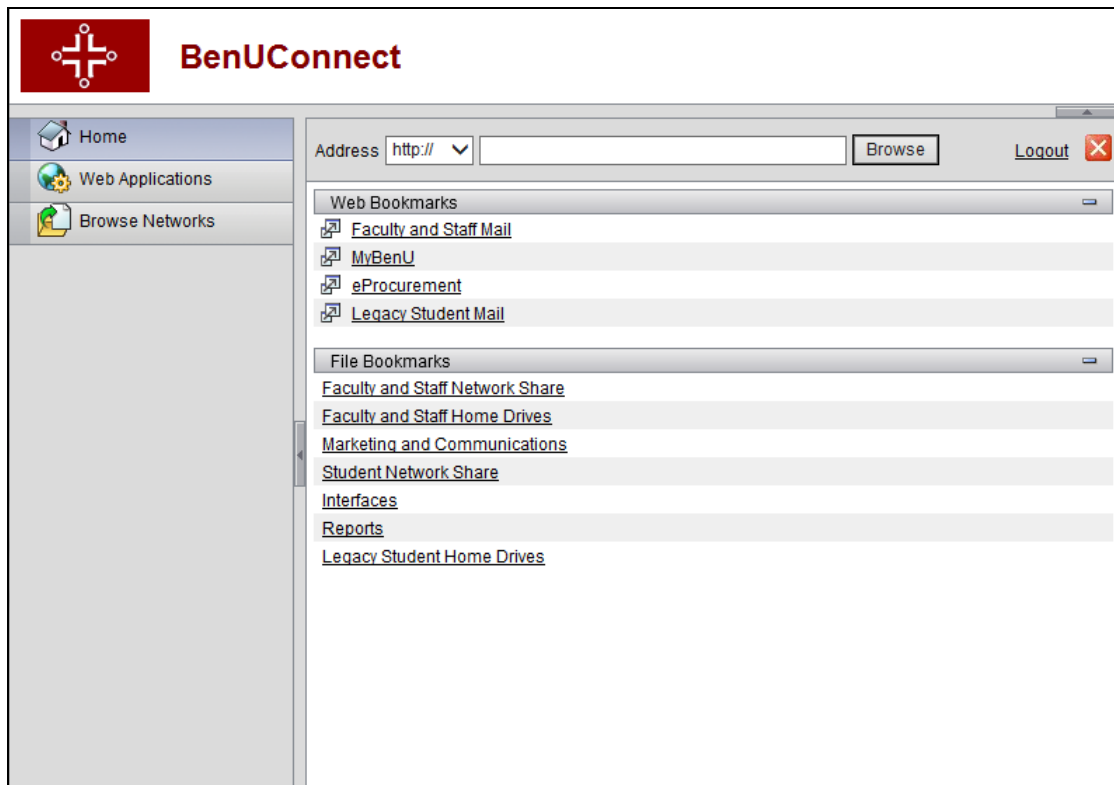 BenUConnect
Home
Web Applications
Browse Networks
Address http:// Browse Logout
Web Bookmarks
Faculty and Staff Mail
MyBenU
eProcurement
Legacy Student Mail
File Bookmarks
Faculty and Staff Network Share
Faculty and Staff Home Drives
Marketing and Communications
Student Network Share
Interfaces
Reports
Legacy Student Home Drives